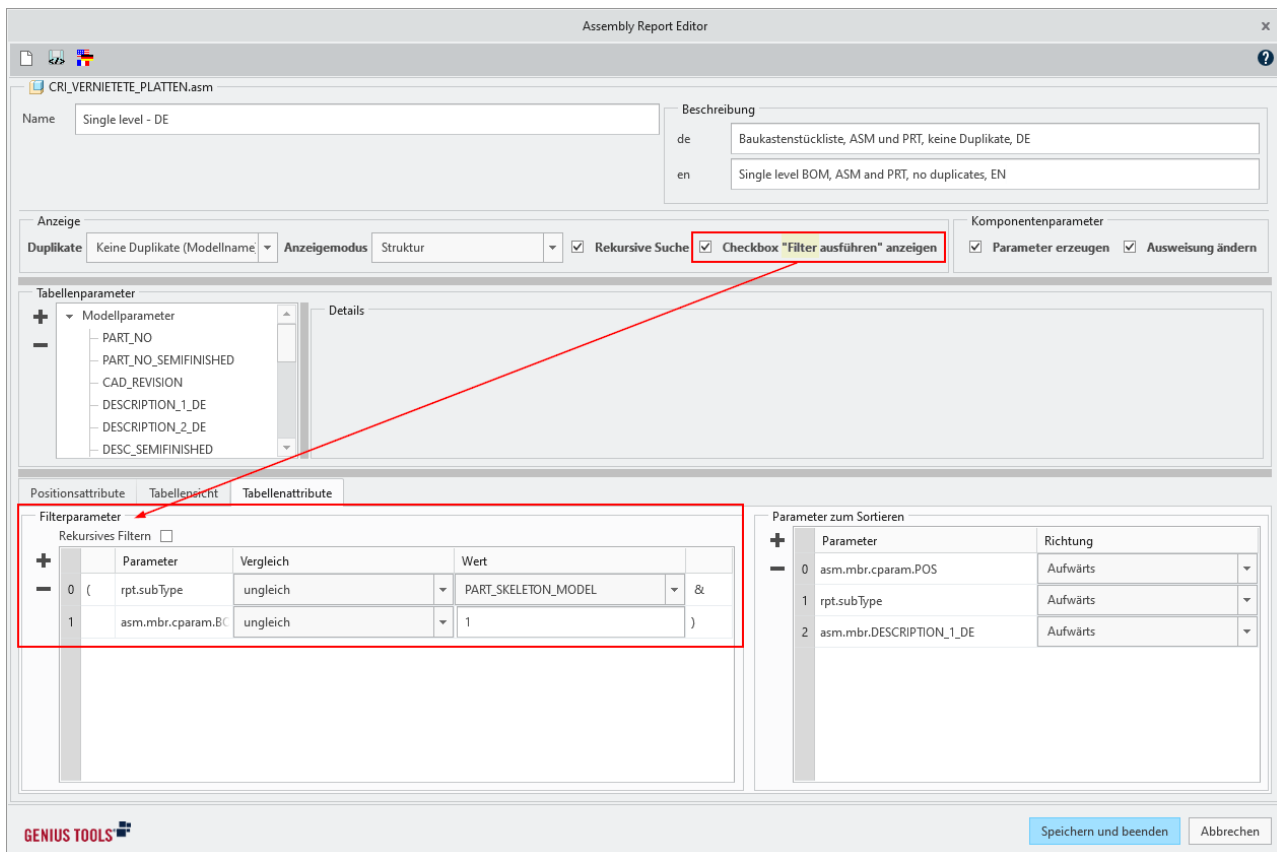 Assembly Report Editor
CRI_VERNIETETE_PLATTEN.asm
Name Single level - DE
Beschreibung
de Baukastenstückliste, ASM und PRT, keine Duplikate, DE
en Single level BOM, ASM and PRT, no duplicates, EN
Anzeige
Duplikate Keine Duplikate (Modellname Anzeigemodus Struktur Rekursive Suche Checkbox "Filter ausführen" anzeigen
Komponentenparameter
Parameter erzeugen Ausweisung ändern
Tabellenparameter
Modellparameter
PART_NO
PART_NO_SEMIFINISHED
CAD_REVISION
DESCRIPTION_1_DE
DESCRIPTION_2_DE
DESC_SEMIFINISHED
Details
Positionsattribute Tabellensicht Tabellenattribute
Filterparameter
Rekursives Filtern
Parameter Vergleich Wert
0 ( rpt.subType ungleich PART_SKELETON_MODEL &
1 asm.mbr.cparam.BC ungleich 1 )
Parameter zum Sortieren
Parameter Richtung
0 asm.mbr.cparam.POS Aufwärts
1 rpt.subType Aufwärts
2 asm.mbr.DESCRIPTION_1_DE Aufwärts
GENIUS TOOLS
Speichern und beenden Abbrechen